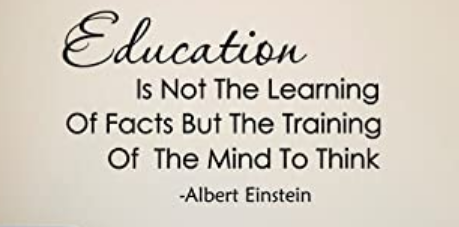 Education
Is Not The Learning
Of Facts But The Training
Of The Mind To Think
-Albert Einstein